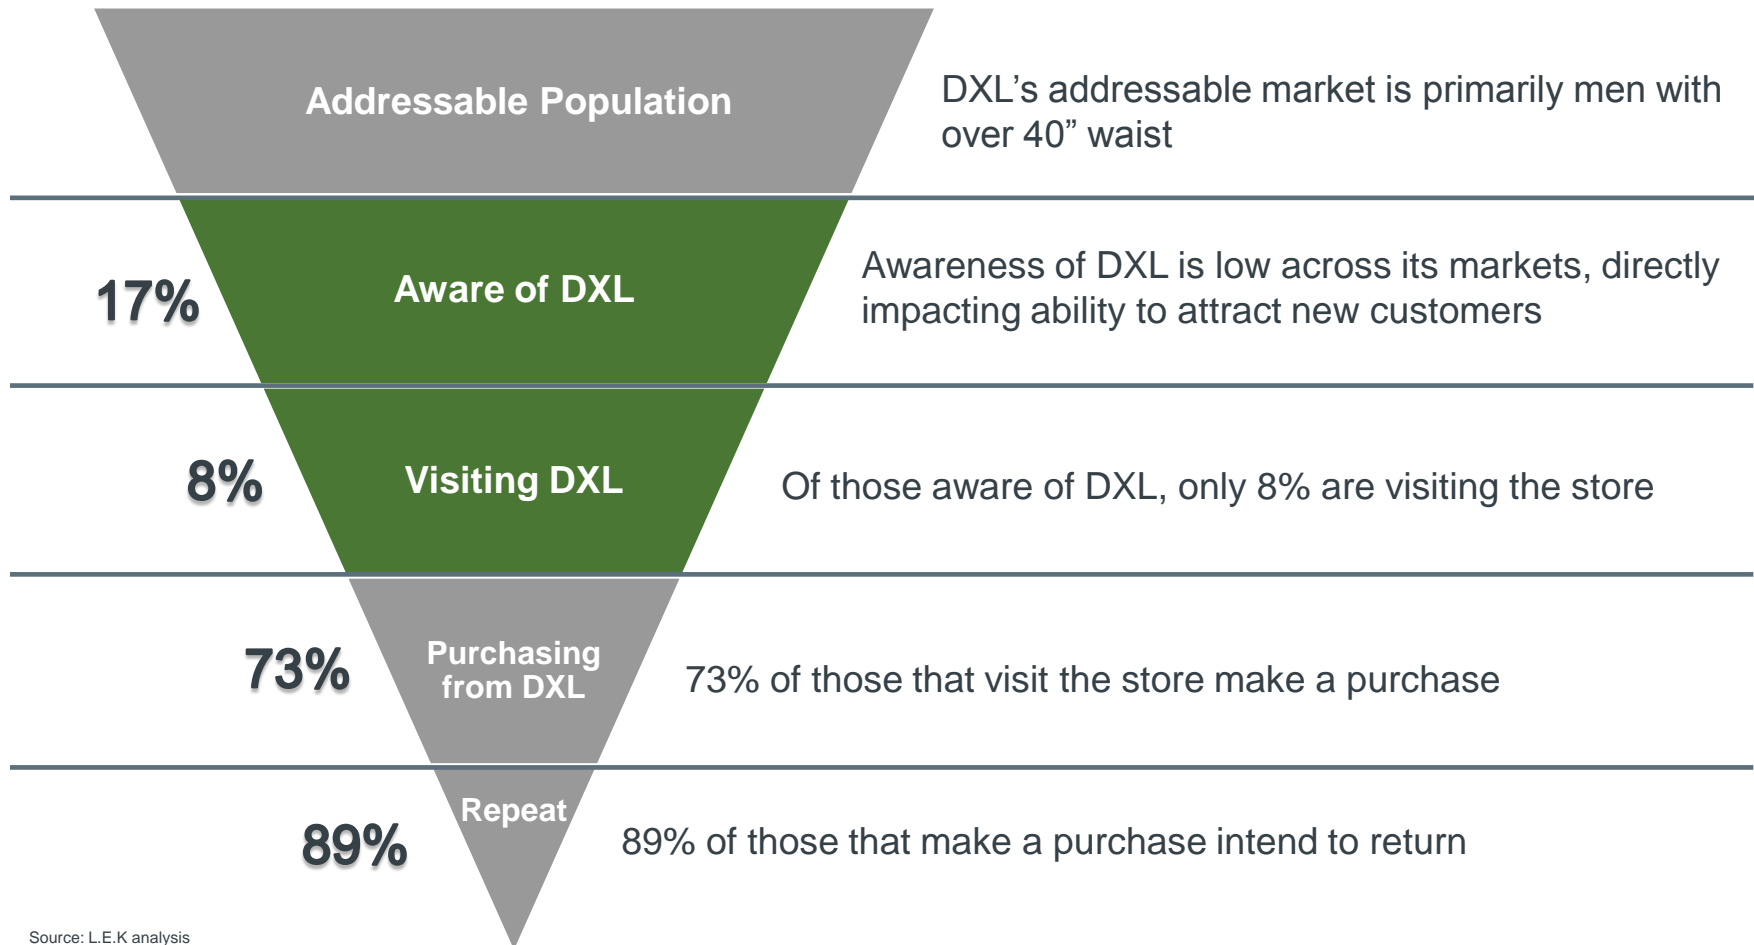 Addressable Population
DXL’s addressable market is primarily men with
over 40” waist
17%
Aware of DXL
Awareness of DXL is low across its markets, directly
impacting ability to attract new customers
8%
Visiting DXL
Of those aware of DXL, only 8% are visiting the store
73%
Purchasing
from DXL
73% of those that visit the store make a purchase
Repeat
89%
89% of those that make a purchase intend to return
Source: L.E.K analysis